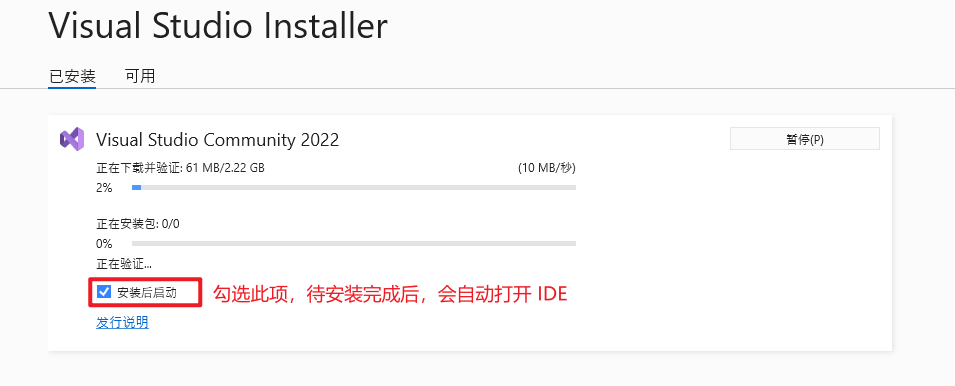 Visual Studio Installer
已安装 可用
Visual Studio Community 2022 暂停(P)
正在下载并验证: 61 MB/2.22 GB (10 MB/秒)
2%
正在安装包: 0/0
0%
正在验证...
安装后启动 勾选此项，待安装完成后，会自动打开 IDE
发行说明